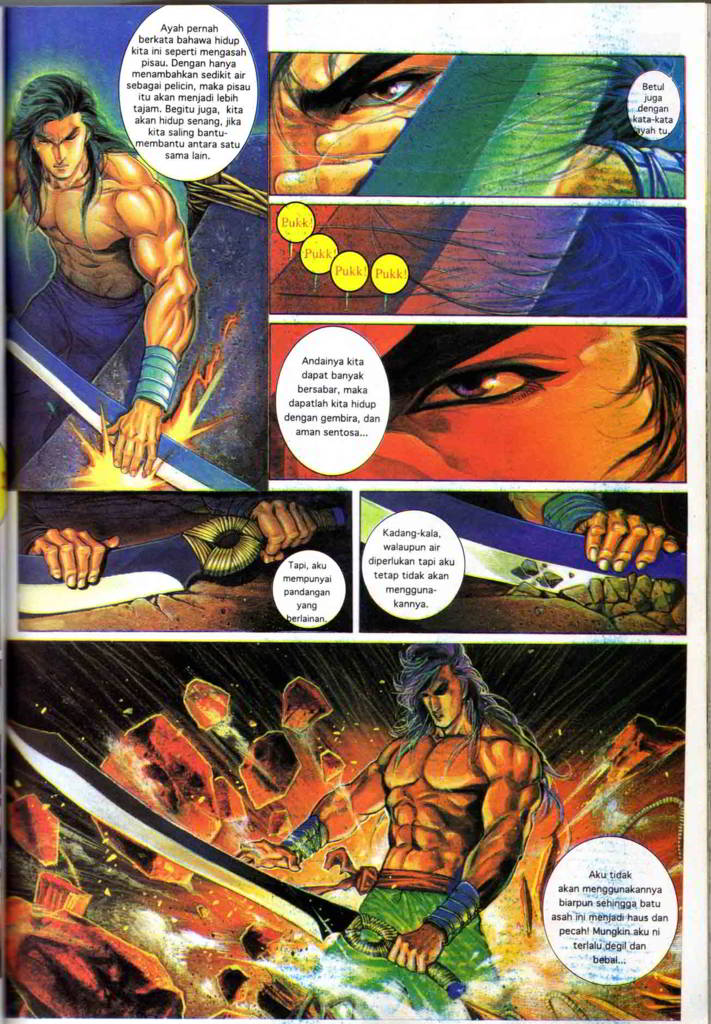 Ayah pernah
berkata bahawa hidup
kita ini seperti mengasah
pisau. Dengan hanya
menambahkan sedikit air
sebagai pelicin, maka pisau
itu akan menjadi lebih
tajam. Begitu juga, kita
akan hidup senang, jika
kita saling bantu-
membantu antara satu
sama lain.
Betul
juga
dengan
kata-kata
ayah tu.
Pukk!
Pukk!
Pukk!
Pukk!
Andainya kita
dapat banyak
bersabar, maka
dapatlah kita hidup
dengan gembira, dan
aman sentosa...
Tapi, aku
mempunyai
pandangan
yang
berlainan.
Kadang-kala,
walaupun air
diperlukan tapi aku
tetap tidak akan
mengguna-
kannya.
Aku tidak
akan menggunakannya
biarpun sehingga batu
asah ini menjadi haus dan
pecah! Mungkin aku ni
terlalu degil dan
bebal...